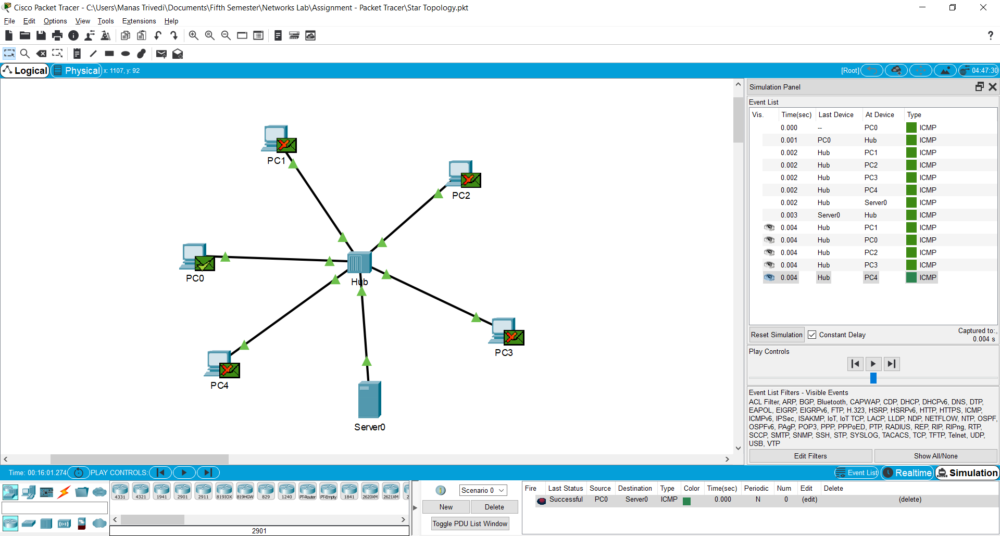 Cisco Packet Tracer - C:\Users\Manas Trivedi\Documents\Fifth Semester\Networks Lab\Assignment - Packet Tracer\Star Topology.pkt
File Edit Options View Tools Extensions Help
?
Logical Physical x: 1107, y: 92 [Root] 04:47:30
PC1
PC2
PC0
Hub
PC3
PC4
Server0
Simulation Panel
Event List
Vis. Time(sec) Last Device At Device Type
0.000 -- PC0 ICMP
0.001 PC0 Hub ICMP
0.002 Hub PC1 ICMP
0.002 Hub PC2 ICMP
0.002 Hub PC3 ICMP
0.002 Hub PC4 ICMP
0.002 Hub Server0 ICMP
0.003 Server0 Hub ICMP
0.004 Hub PC1 ICMP
0.004 Hub PC0 ICMP
0.004 Hub PC2 ICMP
0.004 Hub PC3 ICMP
0.004 Hub PC4 ICMP
Reset Simulation Constant Delay Captured to:
0.004 s
Play Controls
Event List Filters - Visible Events
ACL Filter, ARP, BGP, Bluetooth, CAPWAP, CDP, DHCP, DHCPv6, DNS, DTP,
EAPOL, EIGRP, EIGRPv6, FTP, H.323, HSRP, HSRPv6, HTTP, HTTPS, ICMP,
ICMPv6, IPSec, ISAKMP, IoT, IoT TCP, LACP, LLDP, NDP, NETFLOW, NTP, OSPF,
OSPFv6, PAgP, POP3, PPP, PPPoED, PTP, RADIUS, REP, RIP, RIPng, RTP,
SCCP, SMTP, SNMP, SSH, STP, SYSLOG, TACACS, TCP, TFTP, Telnet, UDP,
USB, VTP
Edit Filters Show All/None
Time: 00:16:01.274 PLAY CONTROLS: Event List Realtime Simulation
4331 4321 1941 2901 2911 819IOX 819HGW 829 1240 PT-Router PT-Empty 1841 2620XM 2621XM 2
2901
Scenario 0
New Delete
Toggle PDU List Window
Fire Last Status Source Destination Type Color Time(sec) Periodic Num Edit Delete
Successful PC0 Server0 ICMP 0.000 N 0 (edit) (delete)